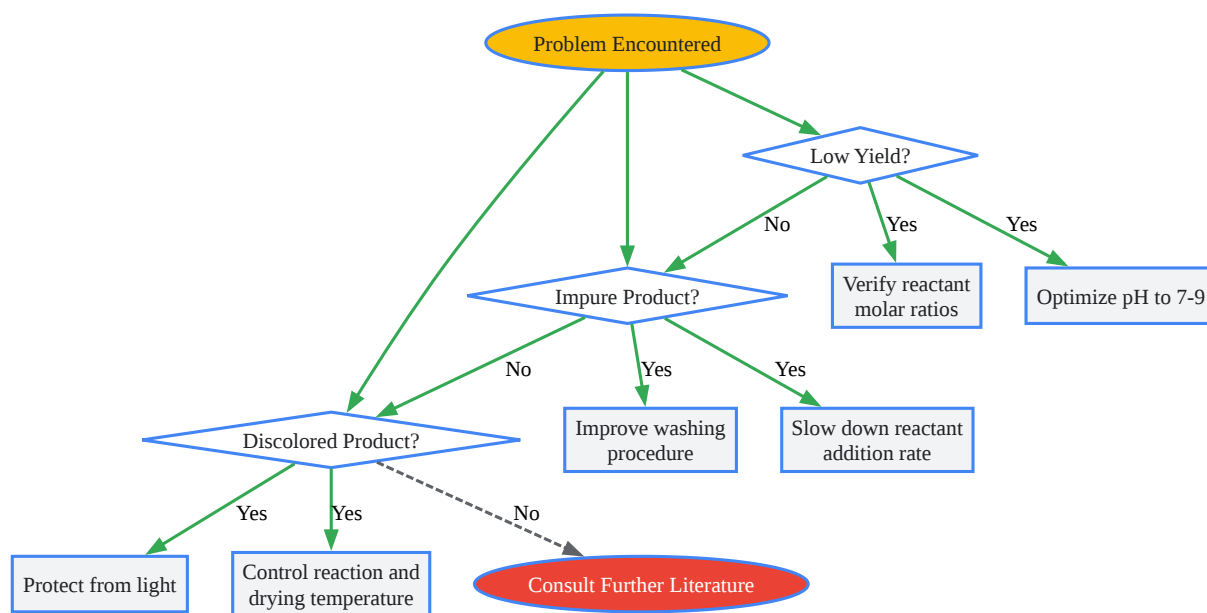 Problem Encountered
Low Yield?
No
Yes
Yes
Impure Product?
Verify reactant
molar ratios
Optimize pH to 7-9
No
Yes
Yes
Discolored Product?
Improve washing
procedure
Slow down reactant
addition rate
Yes
Yes
No
Protect from light
Control reaction and
drying temperature
Consult Further Literature